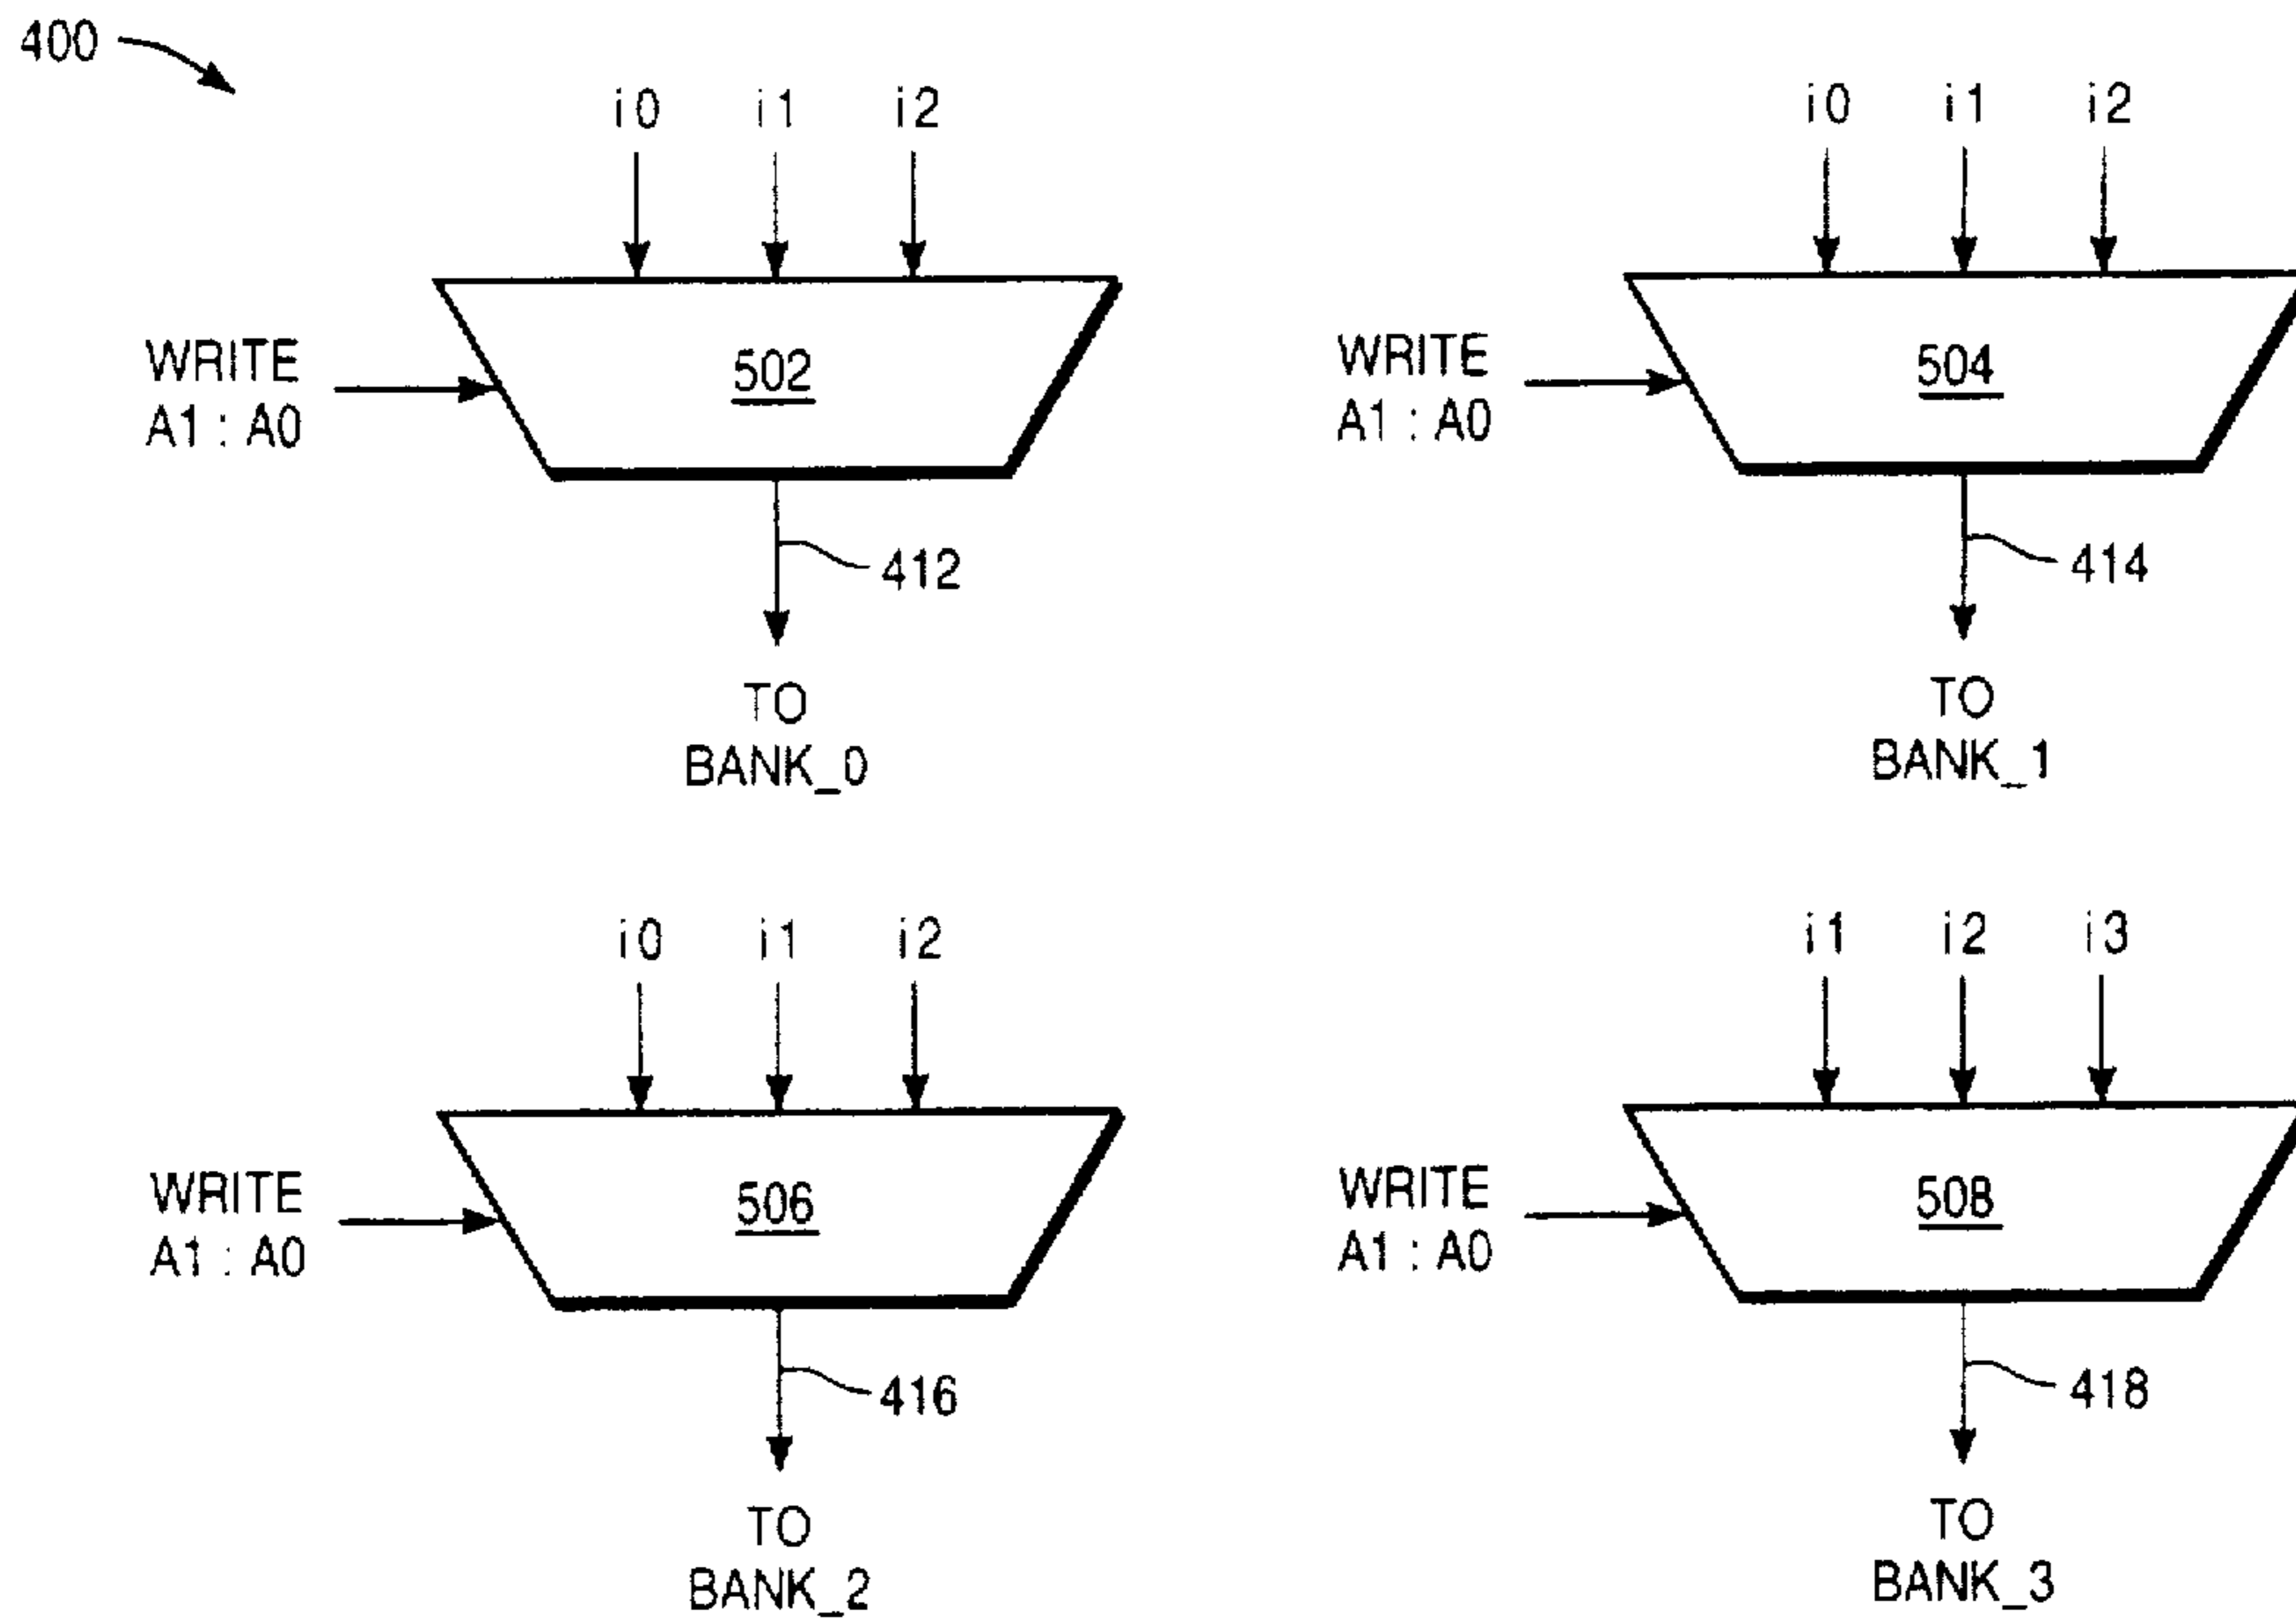 400
i0 i1 i2
i0 i1 i2
WRITE
A1 : A0
502
WRITE
A1 : A0
504
412
414
TO
BANK_0
TO
BANK_1
i0 i1 i2
i1 i2 i3
WRITE
A1 : A0
506
WRITE
A1 : A0
508
416
418
TO
BANK_2
TO
BANK_3